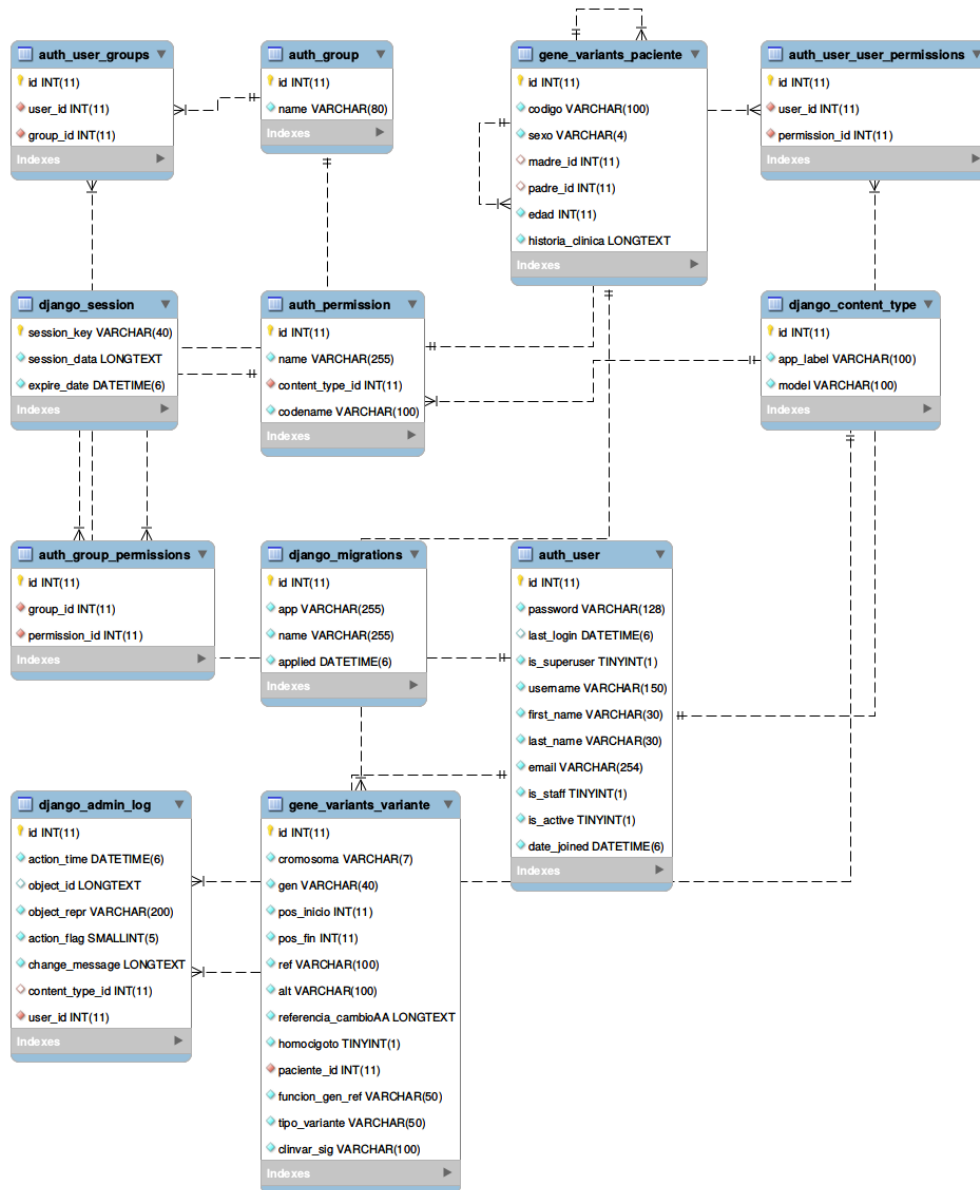 auth_user_groups
id INT(11)
user_id INT(11)
group_id INT(11)
Indexes
auth_group
id INT(11)
name VARCHAR(80)
Indexes
gene_variants_paciente
id INT(11)
codigo VARCHAR(100)
sexo VARCHAR(4)
madre_id INT(11)
padre_id INT(11)
edad INT(11)
historia_clinica LONGTEXT
Indexes
auth_user_user_permissions
id INT(11)
user_id INT(11)
permission_id INT(11)
Indexes
django_session
session_key VARCHAR(40)
session_data LONGTEXT
expire_date DATETIME(6)
Indexes
auth_permission
id INT(11)
name VARCHAR(255)
content_type_id INT(11)
codename VARCHAR(100)
Indexes
django_content_type
id INT(11)
app_label VARCHAR(100)
model VARCHAR(100)
Indexes
auth_group_permissions
id INT(11)
group_id INT(11)
permission_id INT(11)
Indexes
django_migrations
id INT(11)
app VARCHAR(255)
name VARCHAR(255)
applied DATETIME(6)
Indexes
auth_user
id INT(11)
password VARCHAR(128)
last_login DATETIME(6)
is_superuser TINYINT(1)
username VARCHAR(150)
first_name VARCHAR(30)
last_name VARCHAR(30)
email VARCHAR(254)
is_staff TINYINT(1)
is_active TINYINT(1)
date_joined DATETIME(6)
Indexes
django_admin_log
id INT(11)
action_time DATETIME(6)
object_id LONGTEXT
object_repr VARCHAR(200)
action_flag SMALLINT(5)
change_message LONGTEXT
content_type_id INT(11)
user_id INT(11)
Indexes
gene_variants_variante
id INT(11)
cromosoma VARCHAR(7)
gen VARCHAR(40)
pos_inicio INT(11)
pos_fin INT(11)
ref VARCHAR(100)
alt VARCHAR(100)
referencia_cambioAA LONGTEXT
homocigoto TINYINT(1)
paciente_id INT(11)
funcion_gen_ref VARCHAR(50)
tipo_variante VARCHAR(50)
clinvar_sig VARCHAR(100)
Indexes